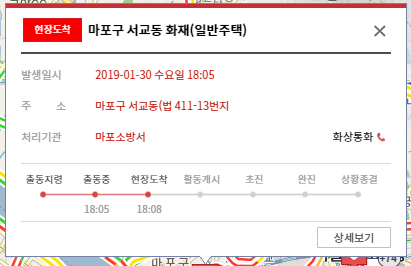 현장도착 마포구 서교동 화재(일반주택)
발생일시 2019-01-30 수요일 18:05
주 소 마포구 서교동(법 411-13번지
처리기관 마포소방서 화상통화
출동지령 출동중 현장도착 활동개시 초진 완진 상황종결
18:05 18:08
상세보기
마포구